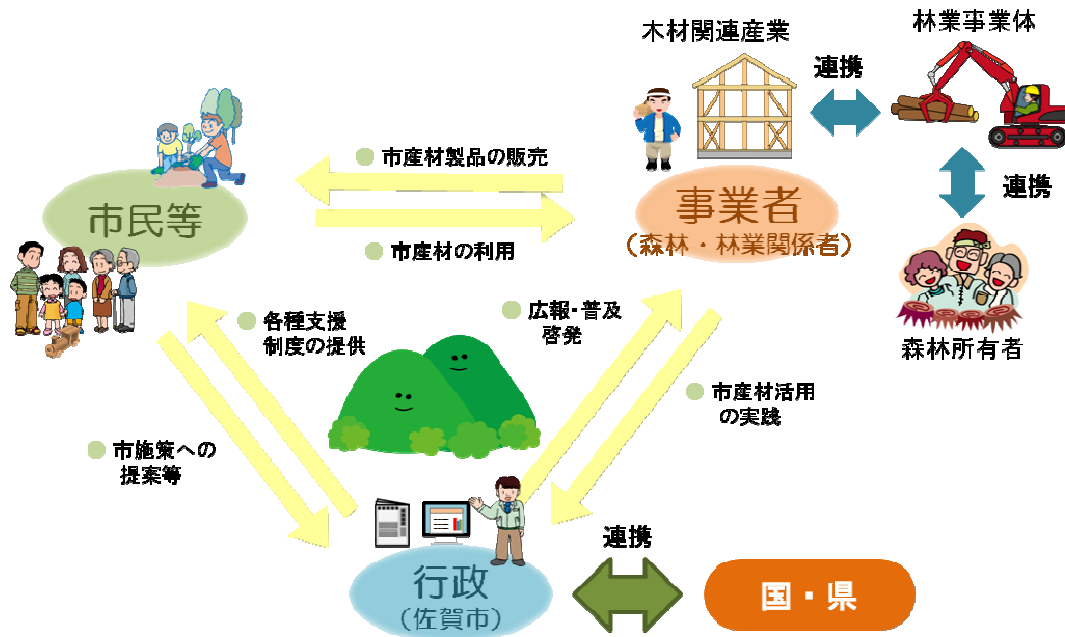 木材関連産業
林業事業体
連携
市産材製品の販売
市民等
事業者
(森林・林業関係者)
連携
市産材の利用
森林所有者
各種支援
制度の提供
広報・普及
啓発
市産材活用
の実践
市施策への
提案等
連携
行政
(佐賀市)
国・県